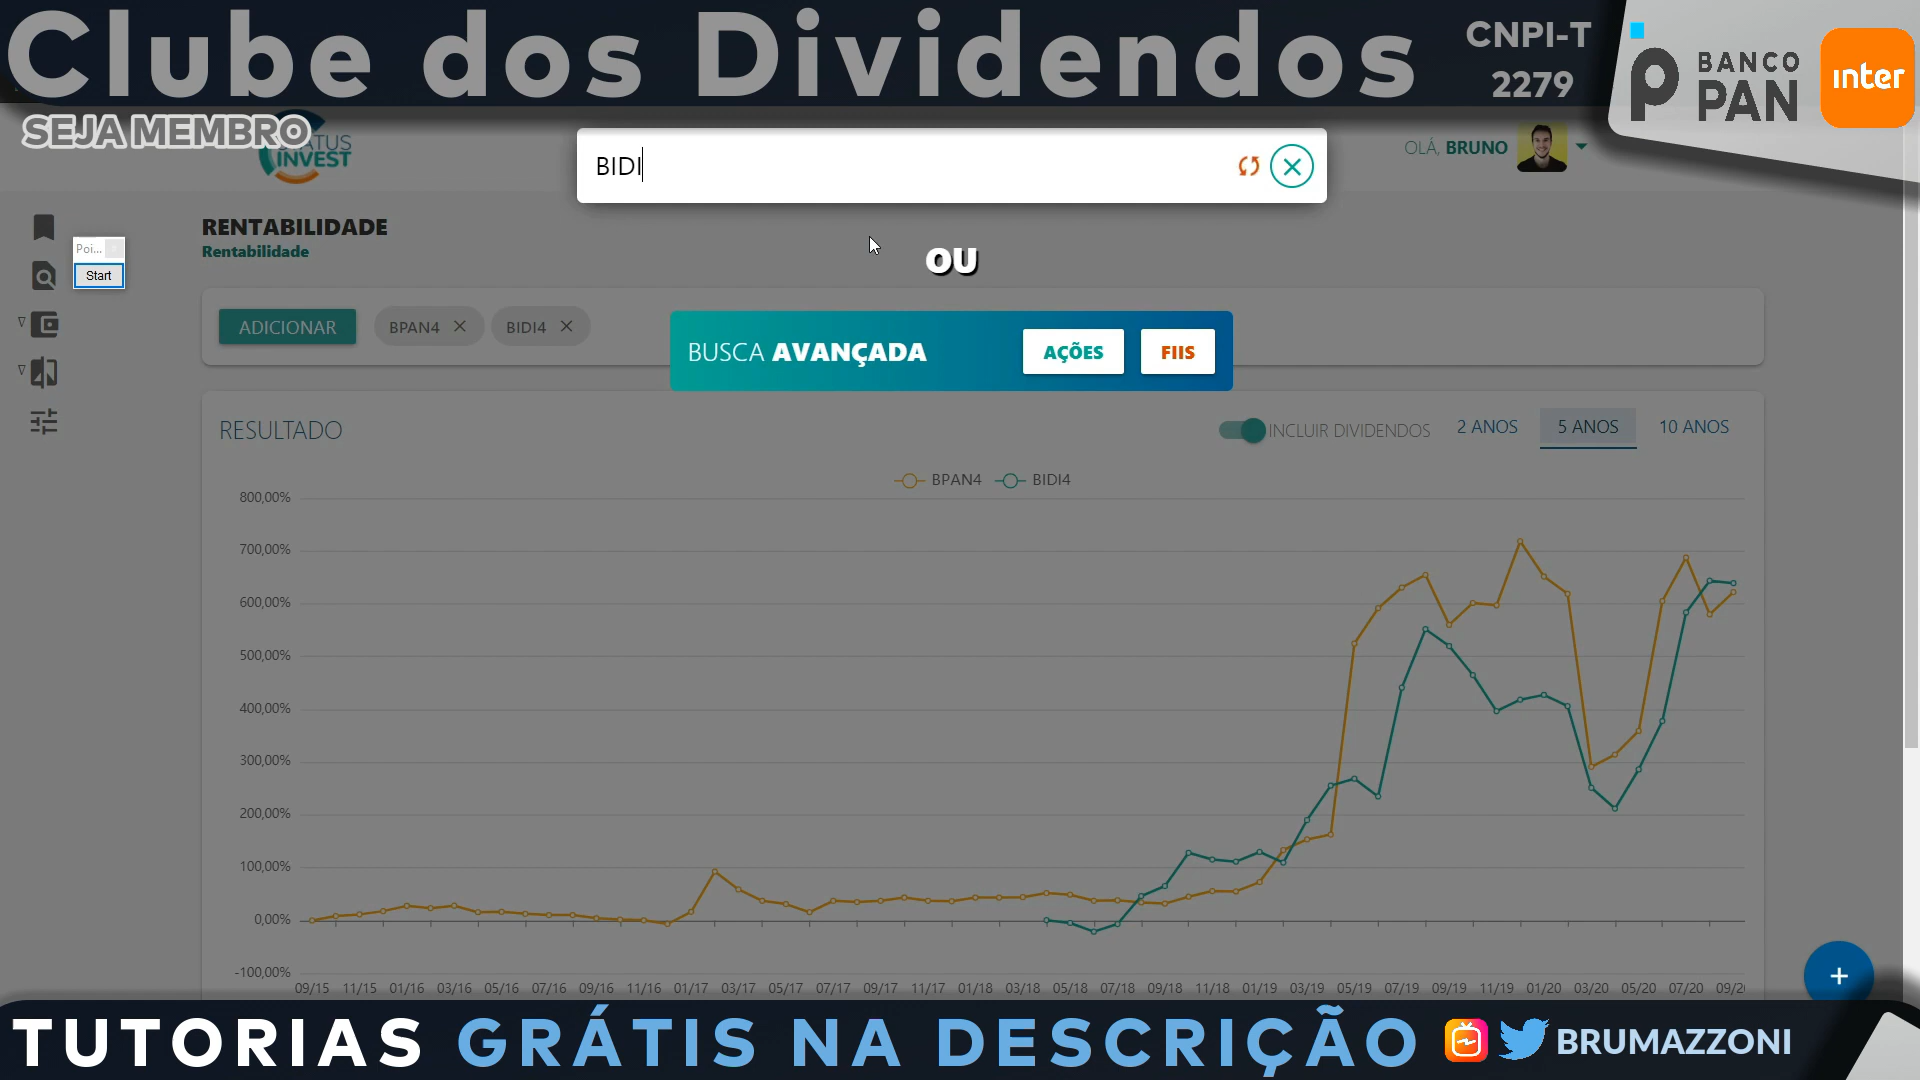 Clube dos Dividendos
CNPI-T
2279
BANCO
PAN
inter
SEJA MEMBRO
INVEST
BIDI
OLÁ, BRUNO
RENTABILIDADE
Rentabilidade
Poi...
Start
OU
ADICIONAR
BPAN4
BIDI4
BUSCA AVANÇADA
AÇÕES
FIIS
RESULTADO
INCLUIR DIVIDENDOS
2 ANOS
5 ANOS
10 ANOS
BPAN4
BIDI4
800,00%
700,00%
600,00%
500,00%
400,00%
300,00%
200,00%
100,00%
0,00%
-100,00%
09/15 11/15 01/16 03/16 05/16 07/16 09/16 11/16 01/17 03/17 05/17 07/17 09/17 11/17 01/18 03/18 05/18 07/18 09/18 11/18 01/19 03/19 05/19 07/19 09/19 11/19 01/20 03/20 05/20 07/20
TUTORIAS GRÁTIS NA DESCRIÇÃO
BRUMAZZONI